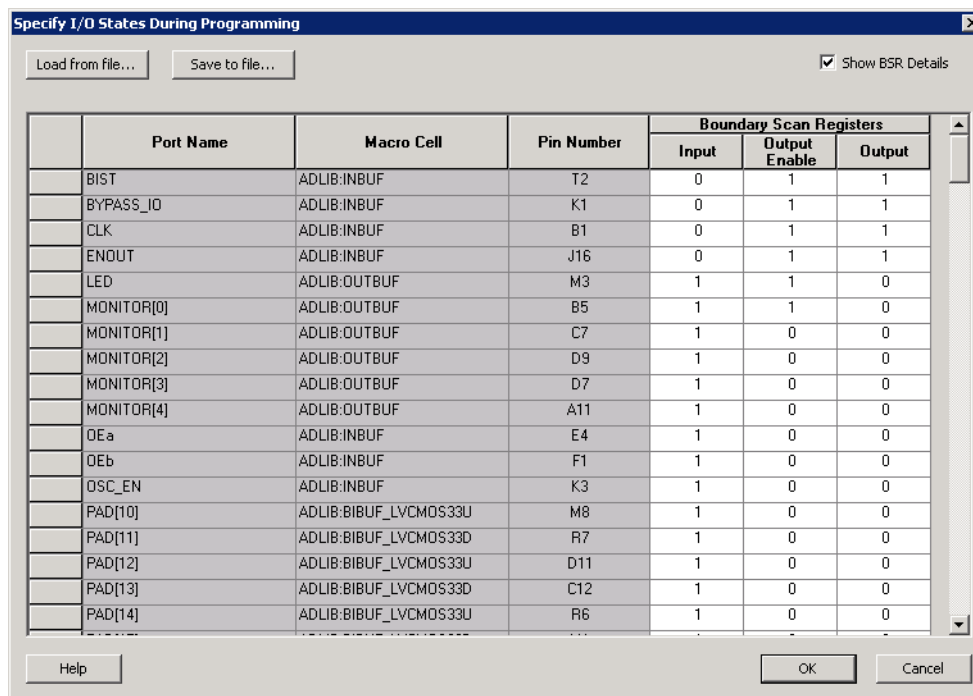 Specify I/O States During Programming
Load from file... Save to file... Show BSR Details
Port Name Macro Cell Pin Number Boundary Scan Registers
Input Output Enable Output
BIST ADLIB:INBUF T2 0 1 1
BYPASS_IO ADLIB:INBUF K1 0 1 1
CLK ADLIB:INBUF B1 0 1 1
ENOUT ADLIB:INBUF J16 0 1 1
LED ADLIB:OUTBUF M3 1 1 0
MONITOR[0] ADLIB:OUTBUF B5 1 1 0
MONITOR[1] ADLIB:OUTBUF C7 1 0 0
MONITOR[2] ADLIB:OUTBUF D9 1 0 0
MONITOR[3] ADLIB:OUTBUF D7 1 0 0
MONITOR[4] ADLIB:OUTBUF A11 1 0 0
OEa ADLIB:INBUF E4 1 0 0
OEb ADLIB:INBUF F1 1 0 0
OSC_EN ADLIB:INBUF K3 1 0 0
PAD[10] ADLIB:BIBUF_LVCMOS33U M8 1 0 0
PAD[11] ADLIB:BIBUF_LVCMOS33D R7 1 0 0
PAD[12] ADLIB:BIBUF_LVCMOS33U D11 1 0 0
PAD[13] ADLIB:BIBUF_LVCMOS33D C12 1 0 0
PAD[14] ADLIB:BIBUF_LVCMOS33U R6 1 0 0
Help OK Cancel